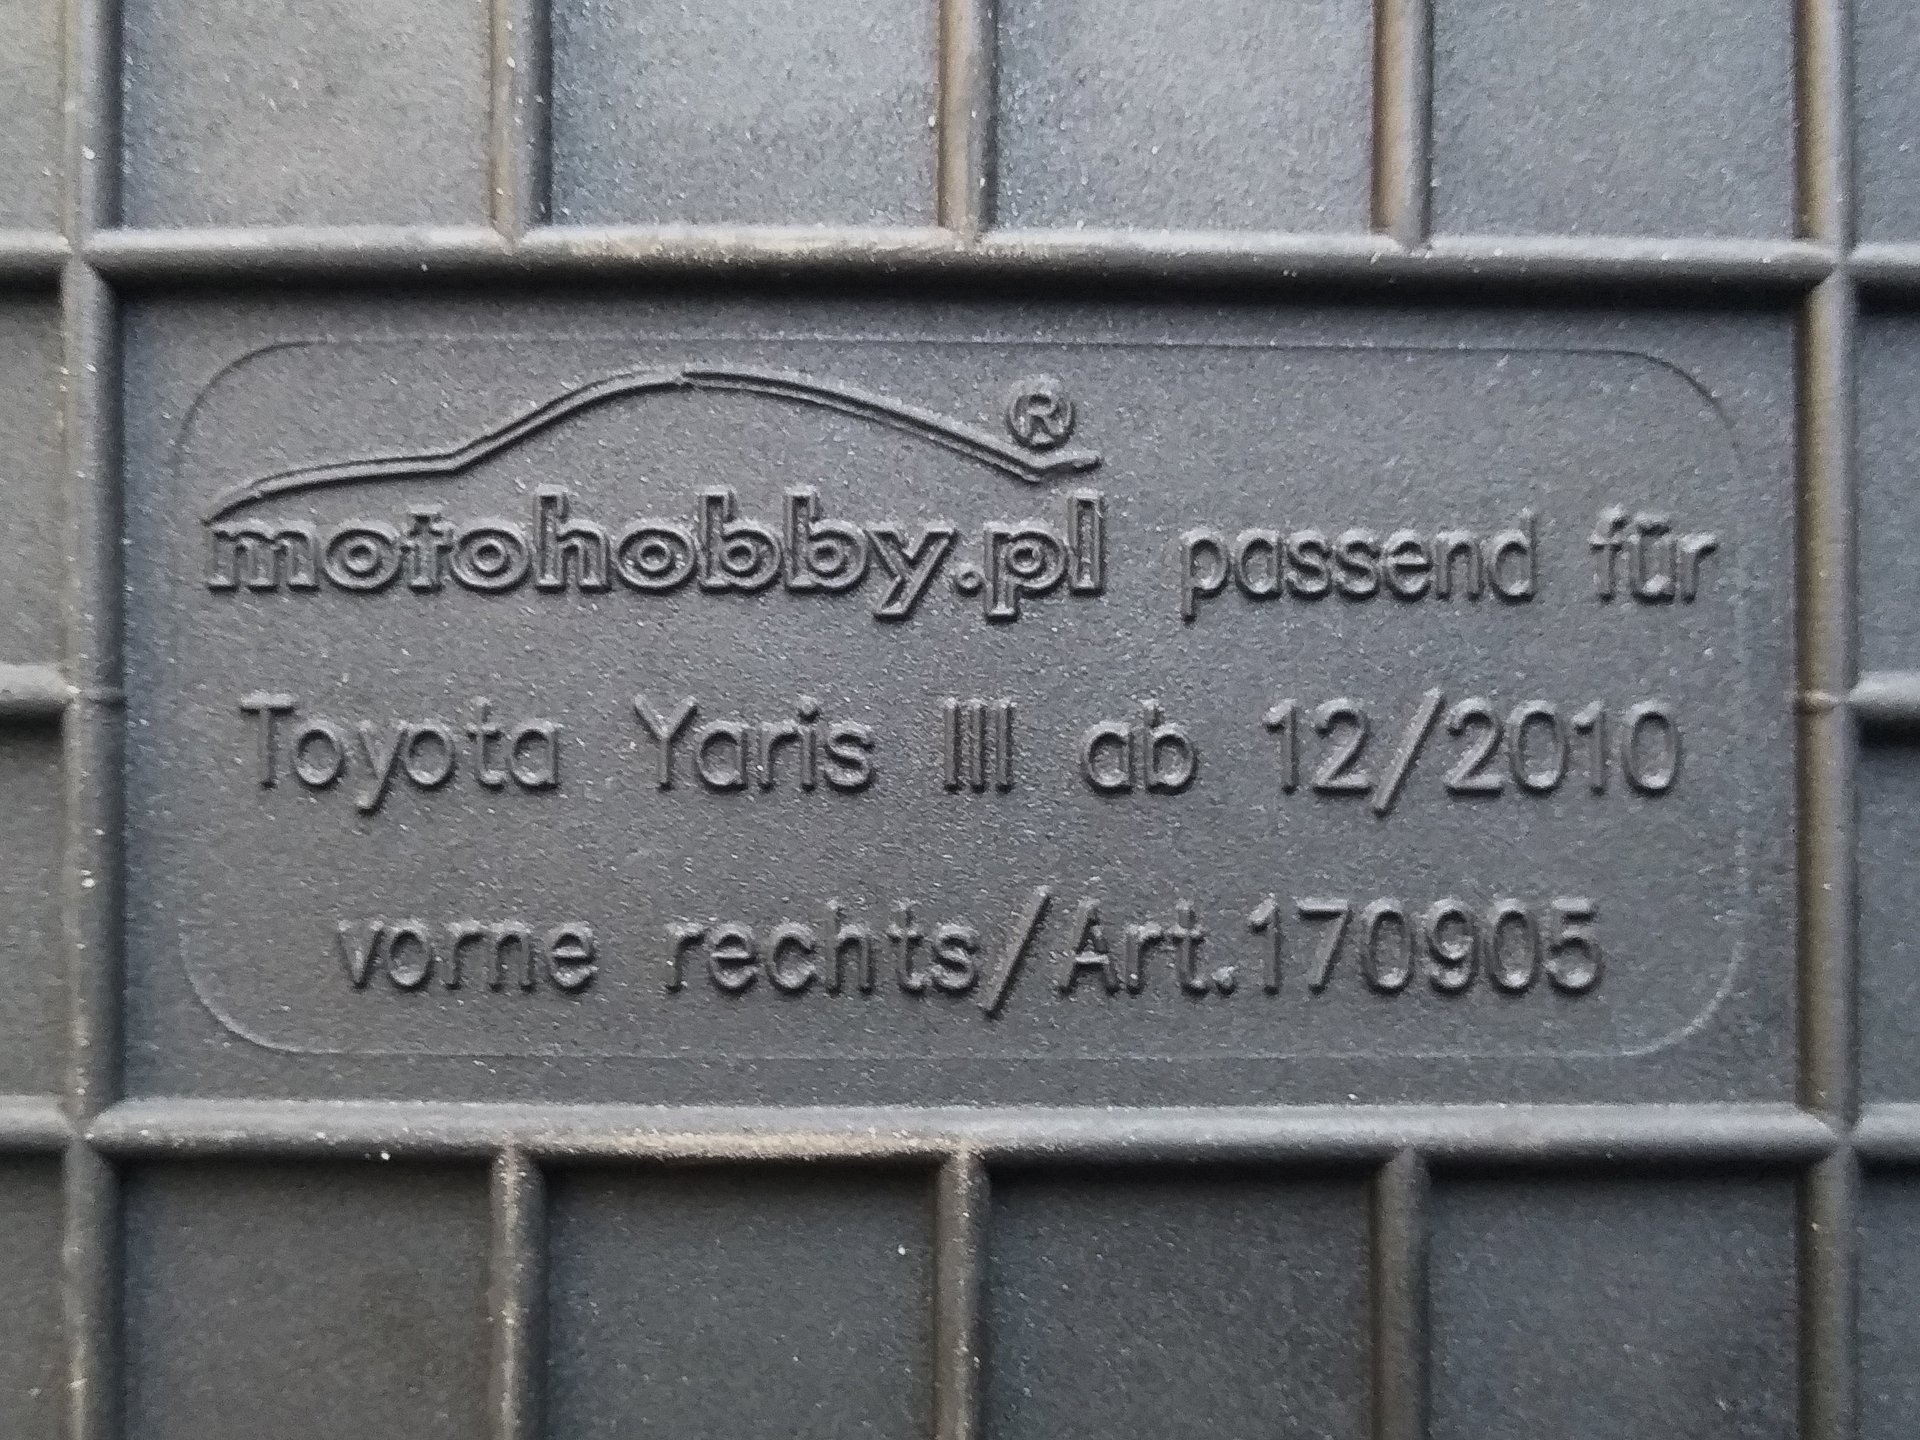 motohobby.pl® passend für
Toyota Yaris III ab 12/2010
vorne rechts/Art.170905